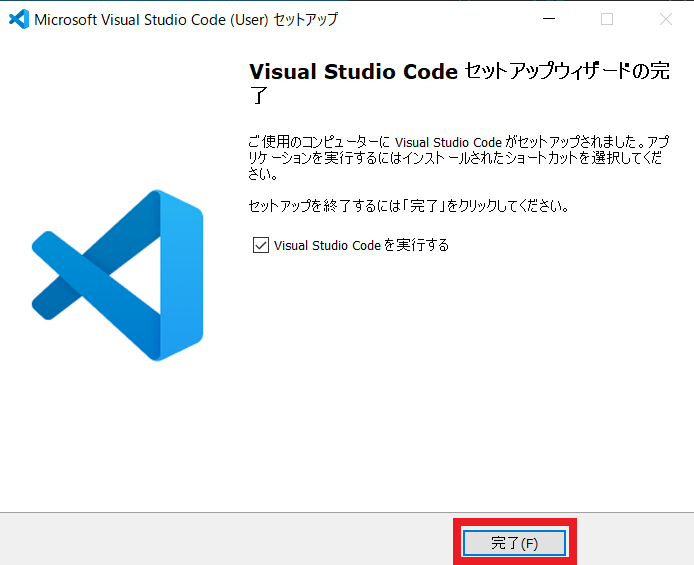 Microsoft Visual Studio Code (User) セットアップ
Visual Studio Code セットアップウィザードの完
了
ご使用のコンピューターに Visual Studio Code がセットアップされました。アプ
リケーションを実行するにはインストールされたショートカットを選択してくだ
さい。
セットアップを終了するには「完了」をクリックしてください。
Visual Studio Code を実行する
完了(F)